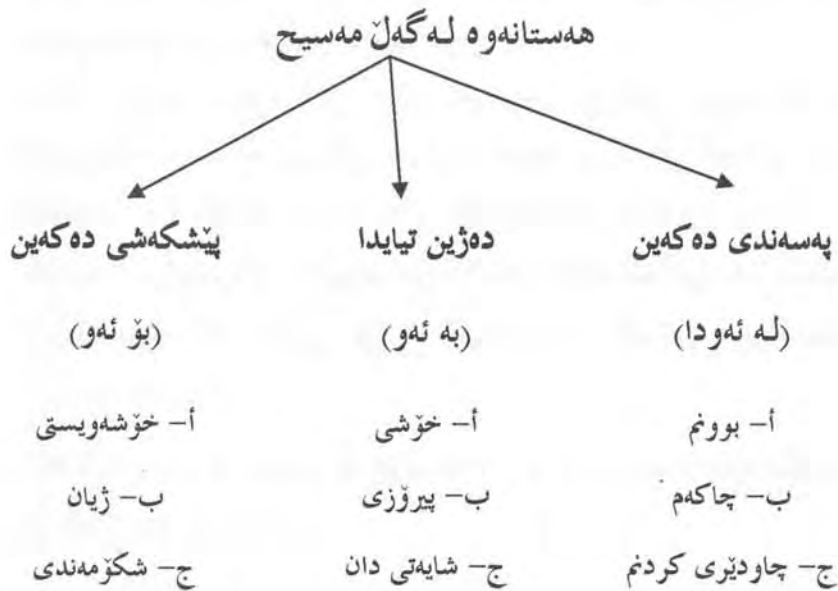 هەستانەوە لەگەڵ مەسیح
پەسەندی دەکەین
دەژین تیایدا
پێشکەشی دەکەین
(لە ئەودا)
(بە ئەو)
(بۆ ئەو)
أ- بوونم
أ- خۆشی
أ- خۆشەویستی
ب- چاکەم
ب- پیرۆزی
ب- ژیان
ج- چاودێری کردنم
ج- شایەتی دان
ج- شکۆمەندی